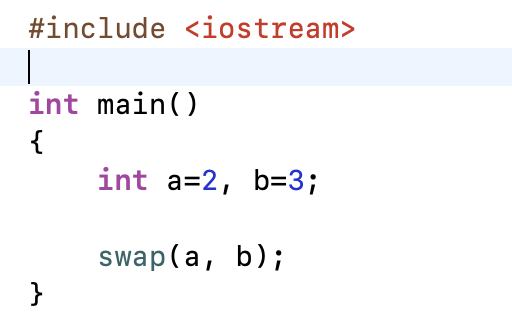 #include <iostream>
int main()
{
int a=2, b=3;
swap(a, b);
}